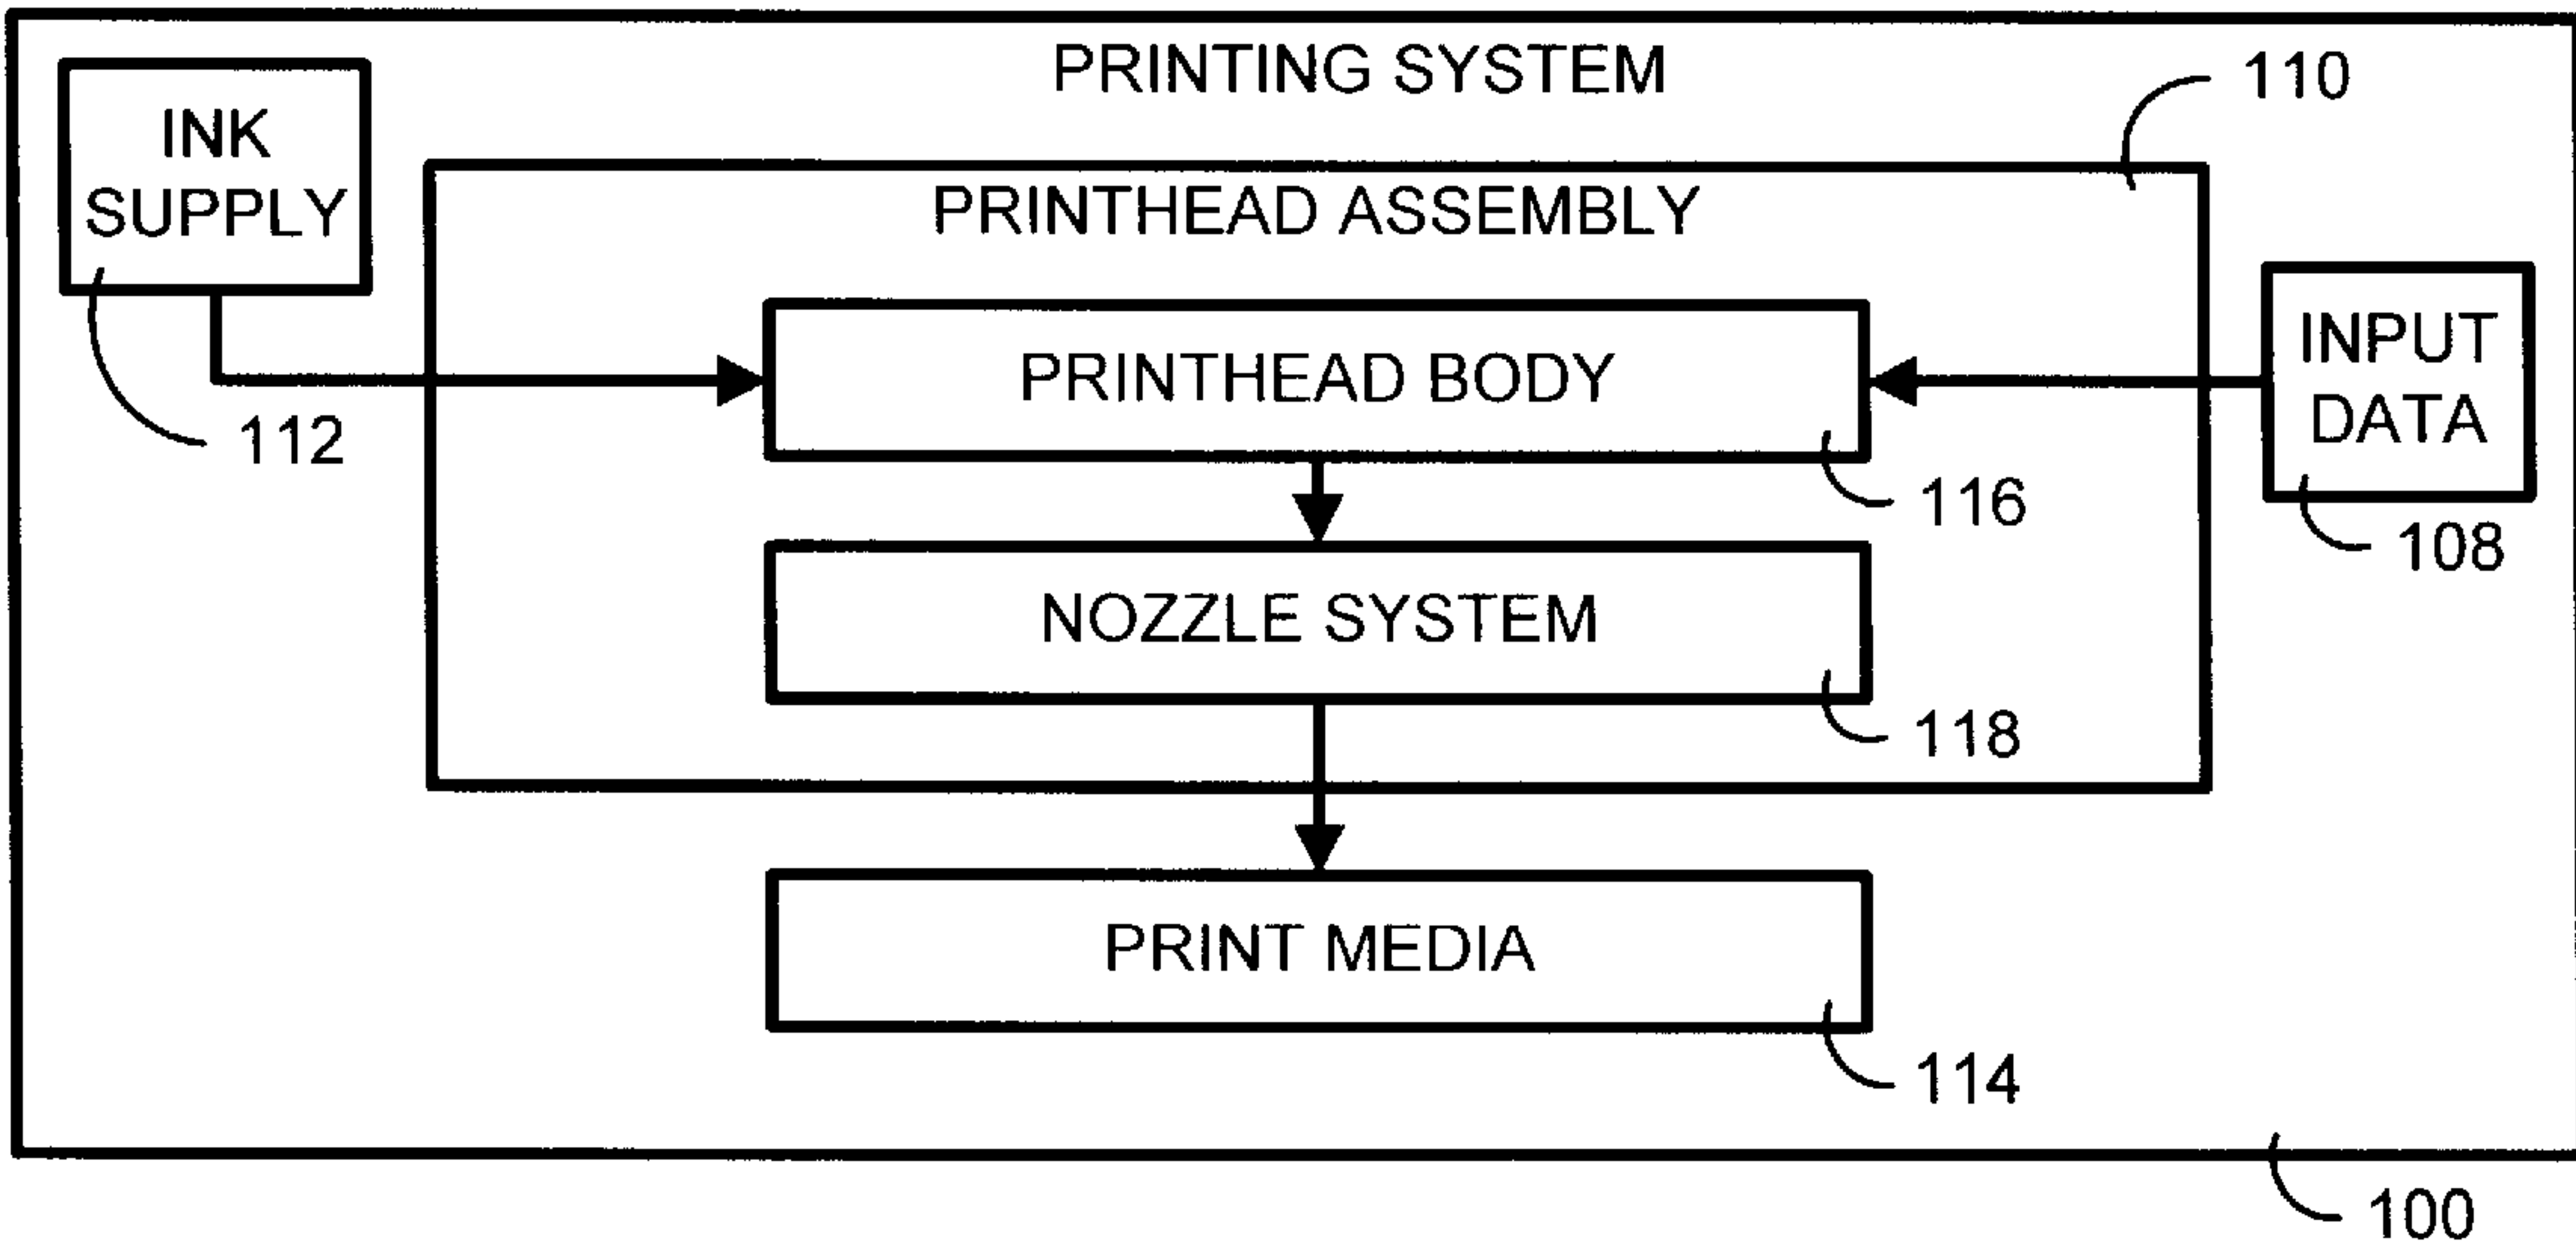 PRINTING SYSTEM
110
INK
SUPPLY
PRINTHEAD ASSEMBLY
112
PRINTHEAD BODY
INPUT
DATA
116
108
NOZZLE SYSTEM
118
PRINT MEDIA
114
100